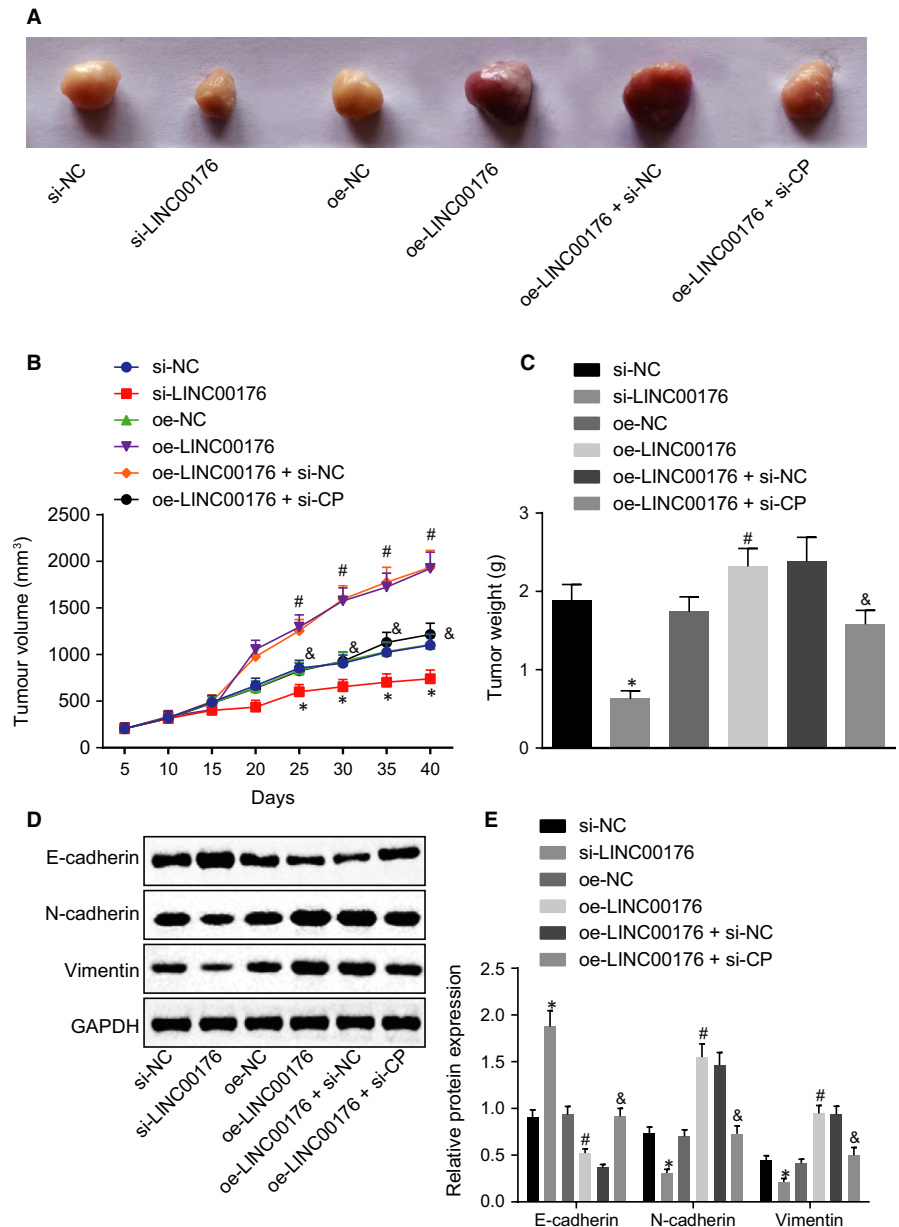 A
si-NC
si-LINC00176
oe-NC
oe-LINC00176
oe-LINC00176 + si-NC
oe-LINC00176 + si-CP
B
si-NC
si-LINC00176
oe-NC
oe-LINC00176
oe-LINC00176 + si-NC
oe-LINC00176 + si-CP
Tumour volume (mm³)
2500
2000
1500
1000
500
0
# # # #
& & & &
* * * *
5 10 15 20 25 30 35 40
Days
C
si-NC
si-LINC00176
oe-NC
oe-LINC00176
oe-LINC00176 + si-NC
oe-LINC00176 + si-CP
Tumor weight (g)
3
2
1
0
* # &
D
E-cadherin
N-cadherin
Vimentin
GAPDH
si-NC
si-LINC00176
oe-NC
oe-LINC00176
oe-LINC00176 + si-NC
oe-LINC00176 + si-CP
E
si-NC
si-LINC00176
oe-NC
oe-LINC00176
oe-LINC00176 + si-NC
oe-LINC00176 + si-CP
Relative protein expression
2.5
2.0
1.5
1.0
0.5
0.0
* # & * # & * # &
E-cadherin N-cadherin Vimentin